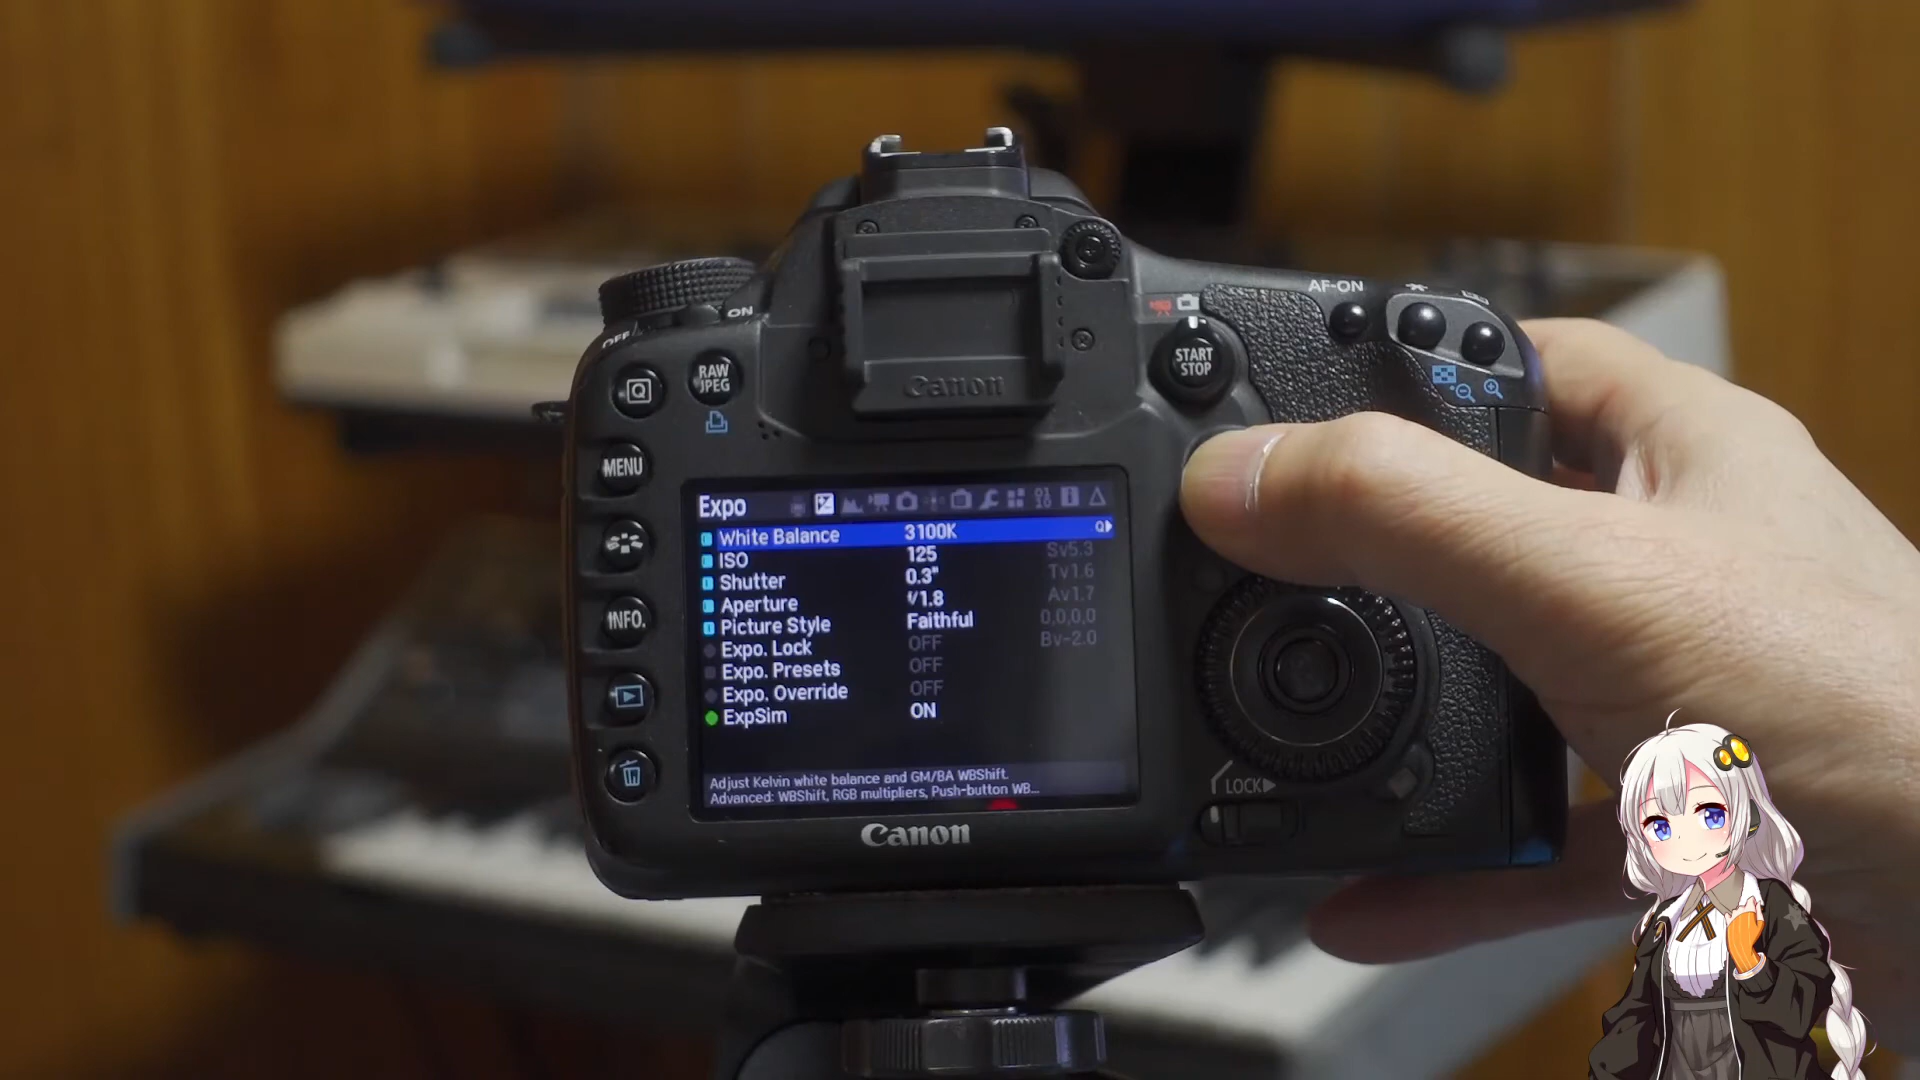 ON
OFF
AF-ON
RAW
JPEG
START
STOP
Q
Canon
MENU
INFO.
Expo
White Balance 3100K Q
ISO 125 Sv5.3
Shutter 0.3" Tv1.6
Aperture f/1.8 Av1.7
Picture Style Faithful 0,0,0,0
Expo. Lock OFF Bv-2.0
Expo. Presets OFF
Expo. Override OFF
ExpSim ON
Adjust Kelvin white balance and GM/BA WBShift.
Advanced: WBShift, RGB multipliers, Push-button WB...
LOCK
Canon